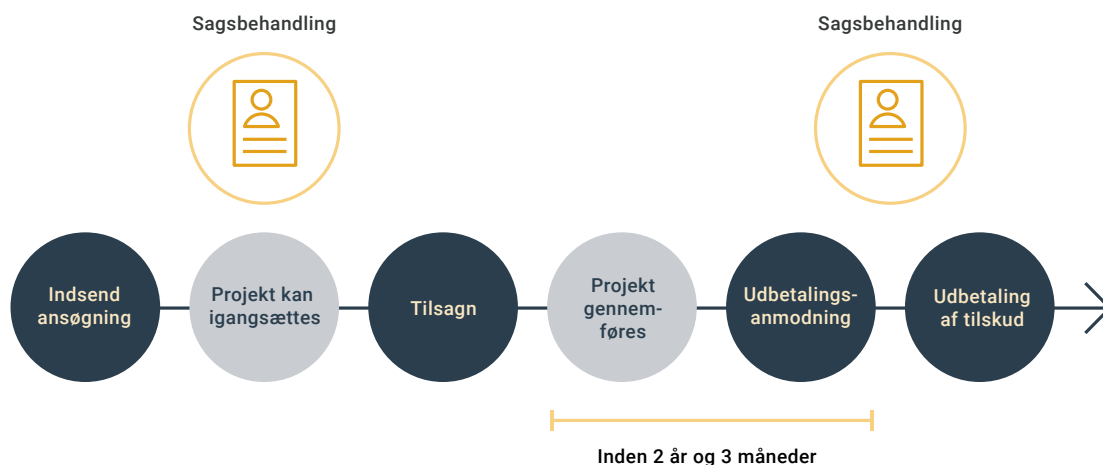 Sagsbehandling
Sagsbehandling
Indsend
ansøgning
Projekt kan
igangsættes
Tilsagn
Projekt
gennem-
føres
Udbetalings-
anmodning
Udbetaling
af tilskud
Inden 2 år og 3 måneder